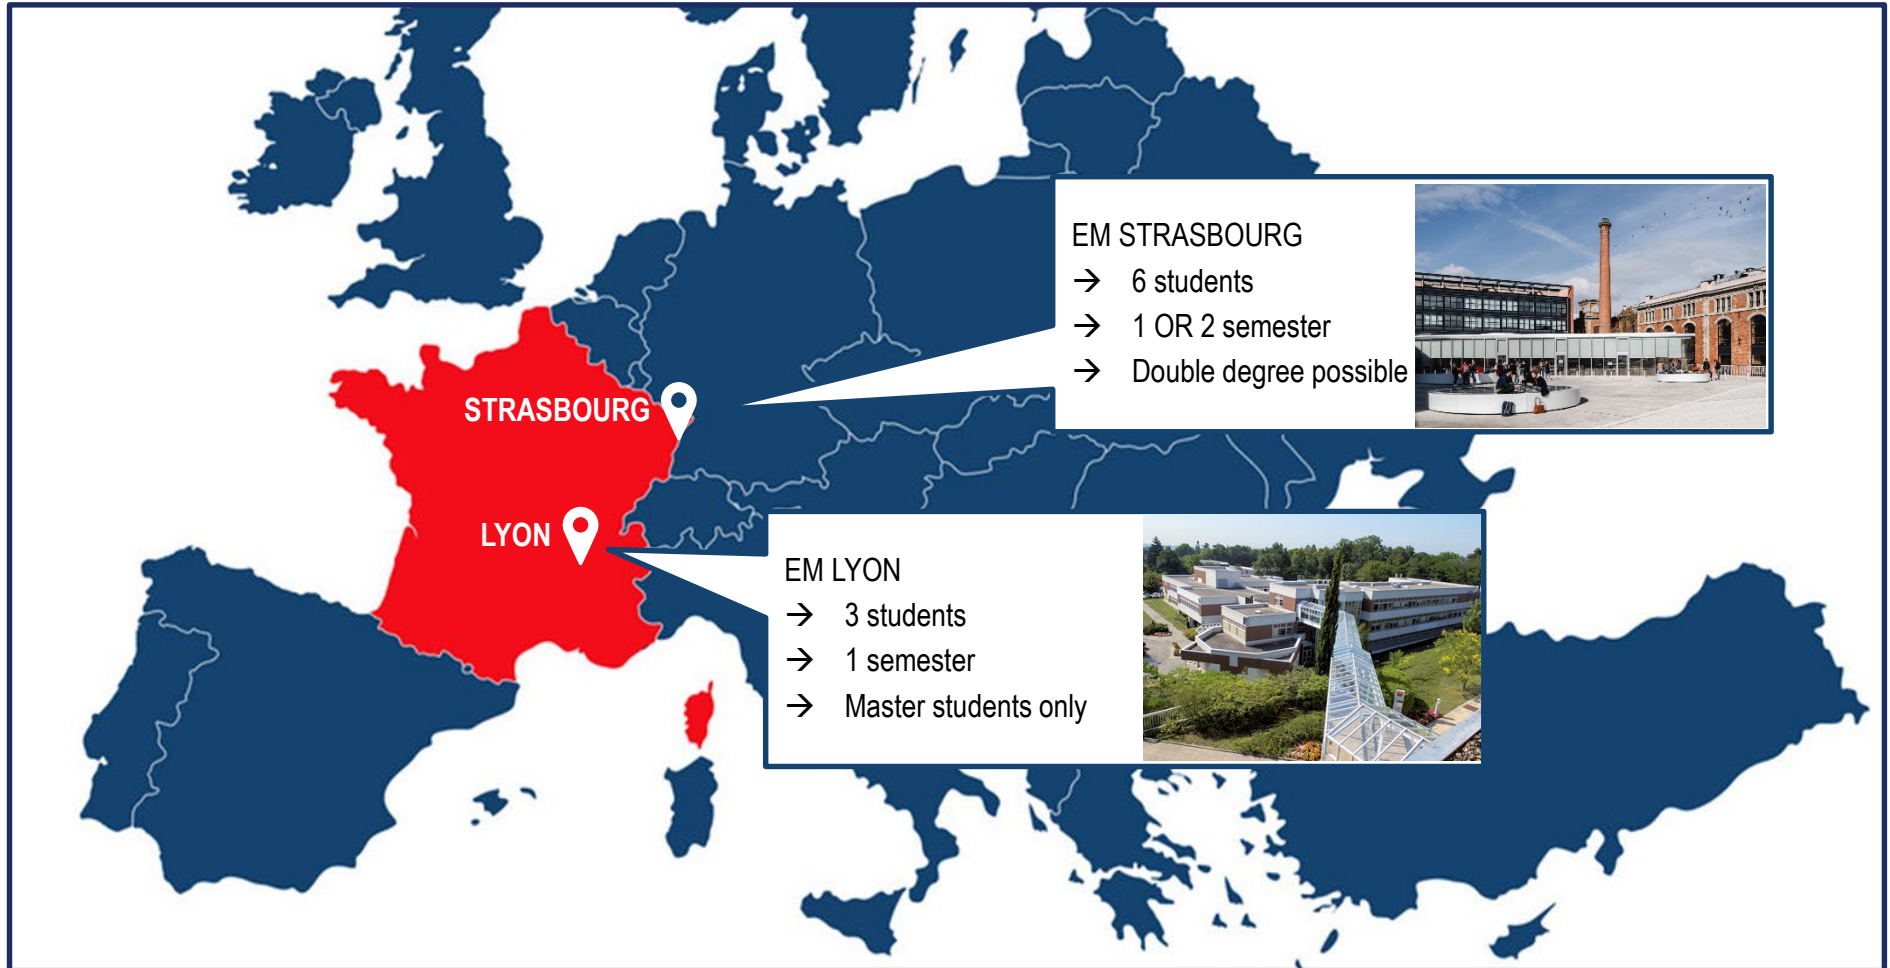 EM STRASBOURG
→ 6 students
→ 1 OR 2 semester
→ Double degree possible
STRASBOURG
LYON
EM LYON
→ 3 students
→ 1 semester
→ Master students only